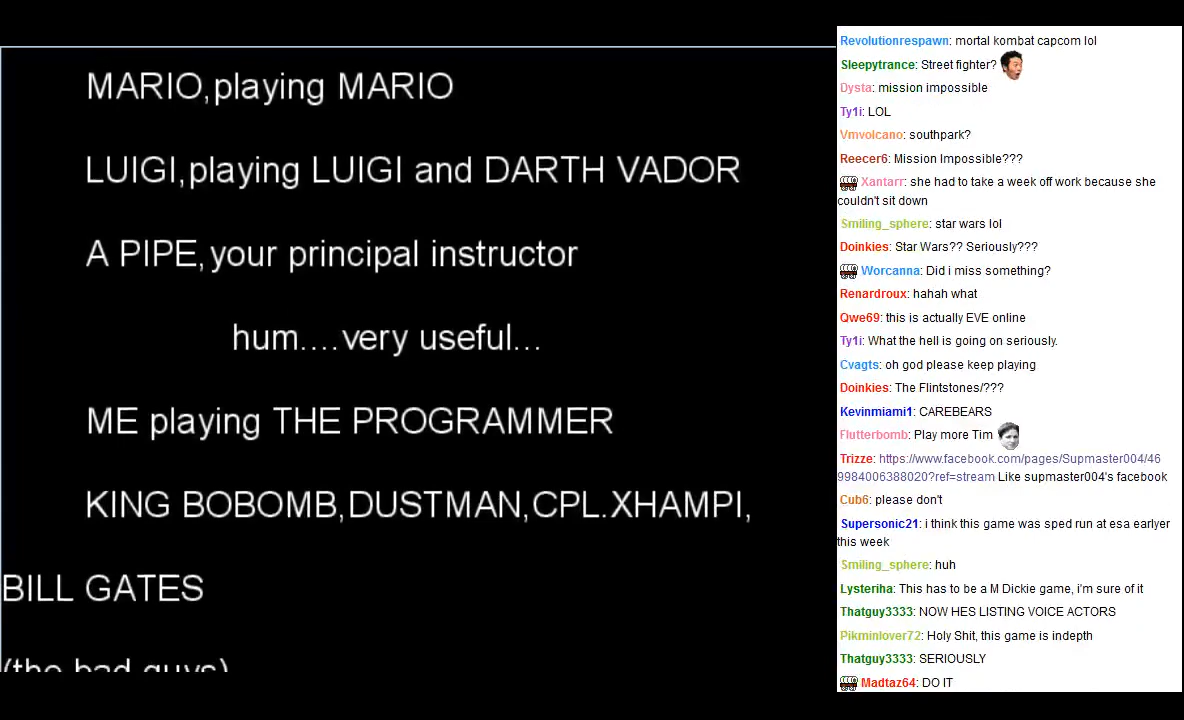 MARIO,playing MARIO
LUIGI,playing LUIGI and DARTH VADOR
A PIPE,your principal instructor
hum....very useful...
ME playing THE PROGRAMMER
KING BOBOMB,DUSTMAN,CPL.XHAMPI,
BILL GATES
(the bad guys)
Revolutionrespawn: mortal kombat capcom lol
Sleepytrance: Street fighter?
Dysta: mission impossible
Ty1i: LOL
Vmvolcano: southpark?
Reecer6: Mission Impossible???
Xantarr: she had to take a week off work because she
couldn't sit down
Smiling_sphere: star wars lol
Doinkies: Star Wars?? Seriously???
Worcanna: Did i miss something?
Renardroux: hahah what
Qwe69: this is actually EVE online
Ty1i: What the hell is going on seriously.
Cvagts: oh god please keep playing
Doinkies: The Flintstones/???
Kevinmiami1: CAREBEARS
Flutterbomb: Play more Tim
Trizze: https://www.facebook.com/pages/Supmaster004/46
9984006388020?ref=stream Like supmaster004's facebook
Cub6: please don't
Supersonic21: i think this game was sped run at esa earlyer
this week
Smiling_sphere: huh
Lysteriha: This has to be a M Dickie game, i'm sure of it
Thatguy3333: NOW HES LISTING VOICE ACTORS
Pikminlover72: Holy Shit, this game is indepth
Thatguy3333: SERIOUSLY
Madtaz64: DO IT